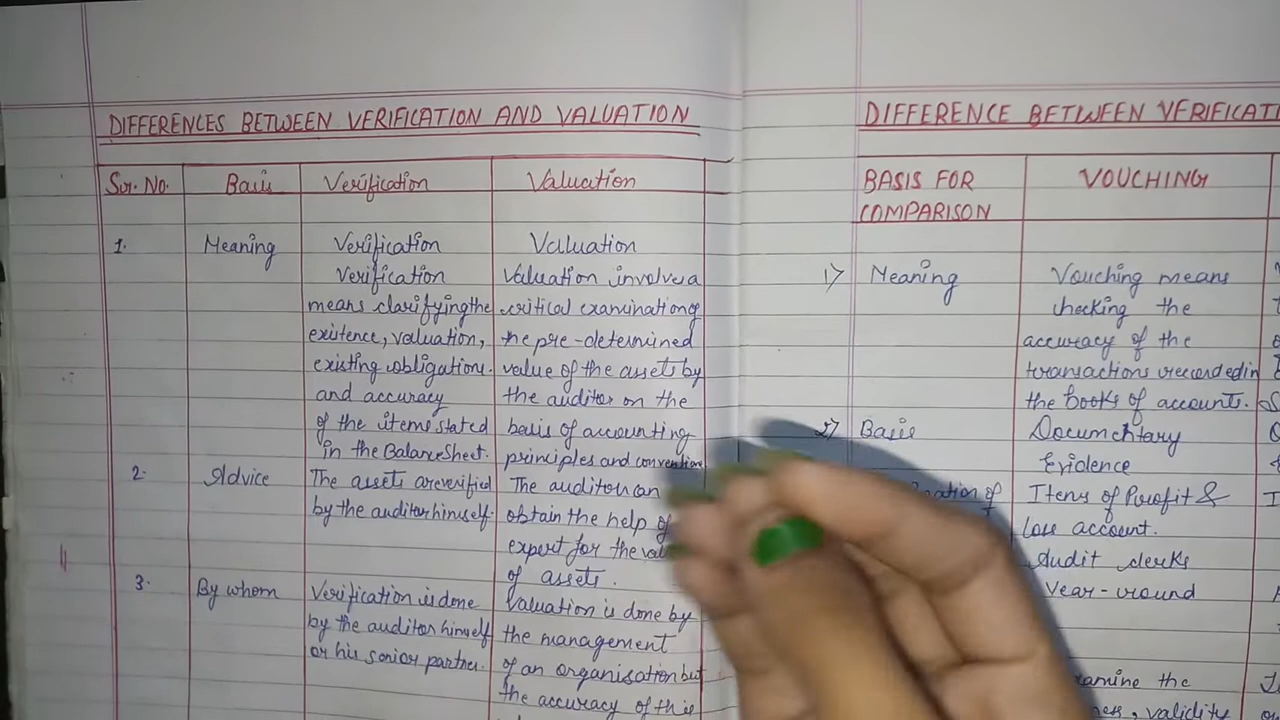 DIFFERENCES BETWEEN VERIFICATION AND VALUATION
Sr. No. Basis Verification Valuation
1. Meaning Verification Valuation
Verification Valuation involve a
means clarifying the critical examination of
existence, valuation, the pre-determined
existing obligation. value of the assets by
and accuracy the auditor on the
of the items stated basis of accounting
in the Balance Sheet. principles and convention
2. Advice The assets are verified The auditor can
by the auditor himself. obtain the help of
expert for the
of assets.
3. By whom Verification is done Valuation is done by
by the auditor himself the management
or his senior partner. of an organisation but
the accuracy of this
DIFFERENCE BETWEEN
BASIS FOR VOUCHING
COMPARISON
1) Meaning Vouching means
checking the
accuracy of the
transactions recorded in
the books of accounts.
2) Basis Documentary
Evidence
of Items of Profit &
loss account.
Audit clerks
Year-round
the
validity